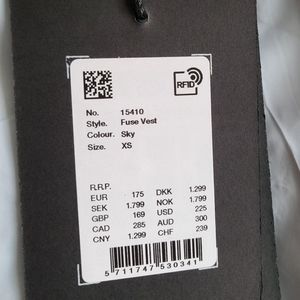 RFID
No. 15410
Style. Fuse Vest
Colour. Sky
Size. XS
R.R.P.
EUR 175 DKK 1.299
SEK 1.799 NOK 1.799
GBP 169 USD 225
CAD 285 AUD 300
CNY 1.299 CHF 239
5 711747 530341